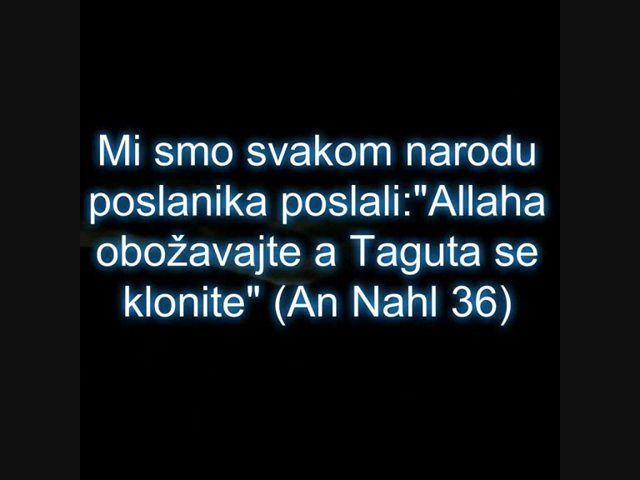 Mi smo svakom narodu
poslanika poslali:"Allaha
obožavajte a Taguta se
klonite" (An Nahl 36)